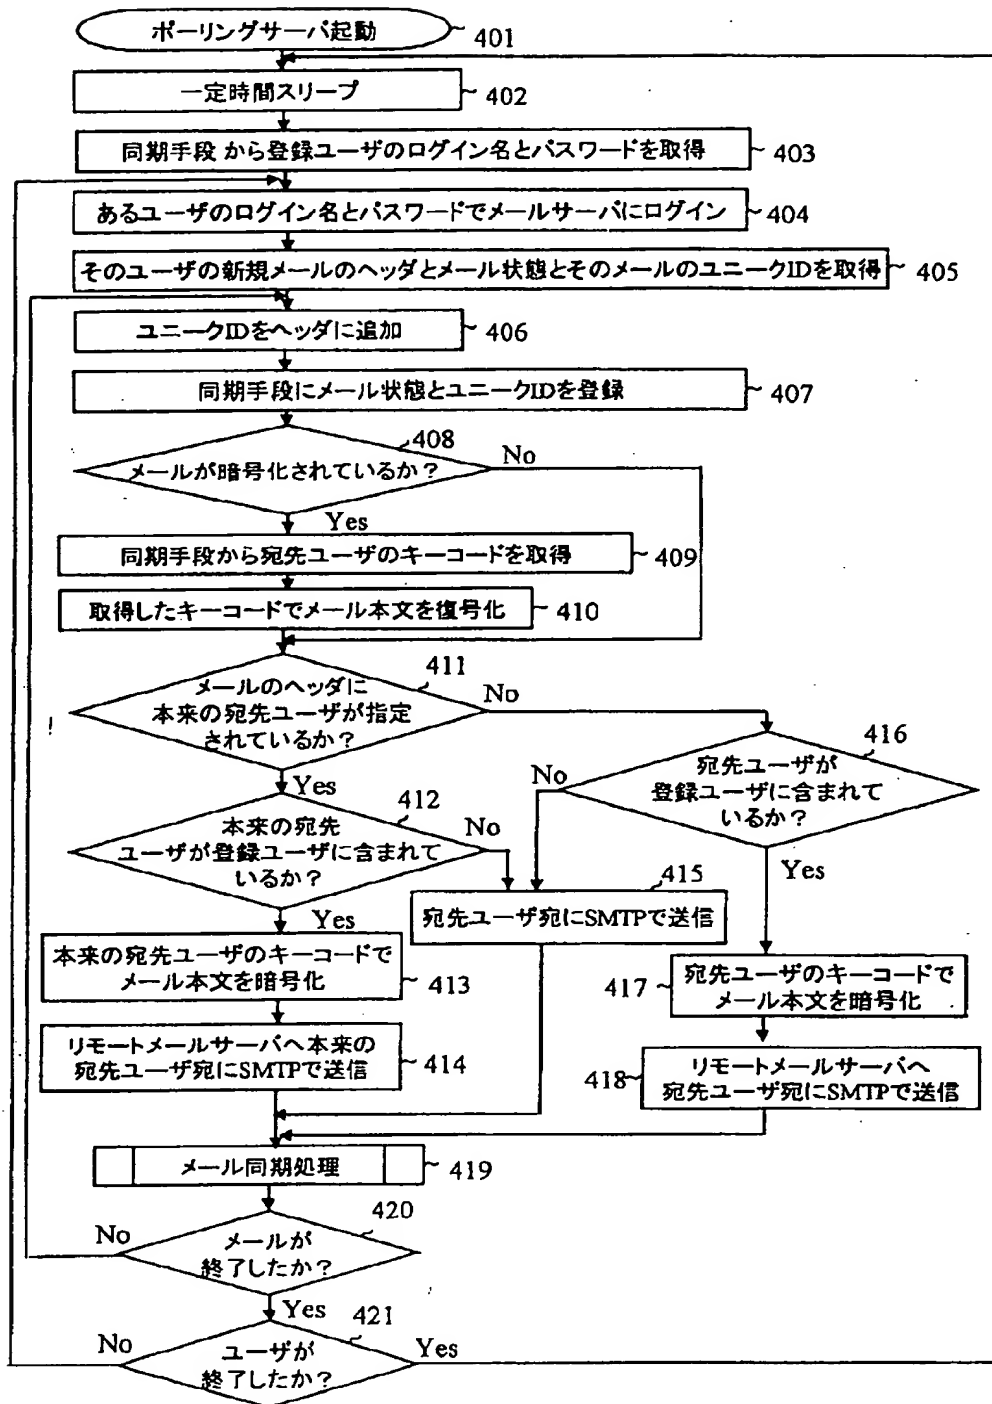 ポーリングサーバ起動
401
一定時間スリープ
402
同期手段 から登録ユーザのログイン名とパスワードを取得
403
あるユーザのログイン名とパスワードでメールサーバにログイン
404
そのユーザの新規メールのヘッダとメール状態とそのメールのユニークIDを取得
405
ユニークIDをヘッダに追加
406
同期手段にメール状態とユニークIDを登録
407
408
メールが暗号化されているか?
No
Yes
同期手段から宛先ユーザのキーコードを取得
409
取得したキーコードでメール本文を復号化
410
411
メールのヘッダに
本来の宛先ユーザが指定
されているか?
No
Yes
416
宛先ユーザが
登録ユーザに含まれて
いるか?
No
Yes
412
本来の宛先
ユーザが登録ユーザに含まれて
いるか?
No
Yes
415
宛先ユーザ宛にSMTPで送信
本来の宛先ユーザのキーコードで
メール本文を暗号化
413
417
宛先ユーザのキーコードで
メール本文を暗号化
リモートメールサーバへ本来の
宛先ユーザ宛にSMTPで送信
414
418
リモートメールサーバへ
宛先ユーザ宛にSMTPで送信
メール同期処理
419
420
メールが
終了したか?
No
Yes
421
ユーザが
終了したか?
No
Yes